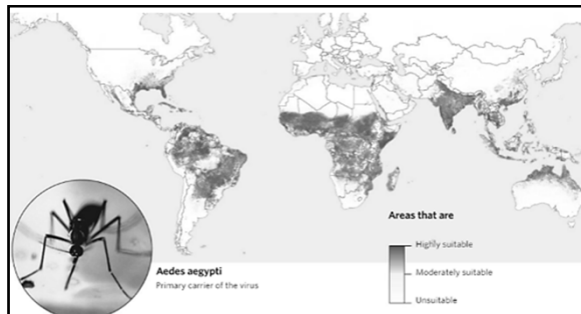 Areas that are
Highly suitable
Moderately suitable
Unsuitable
Aedes aegypti
Primary carrier of the virus